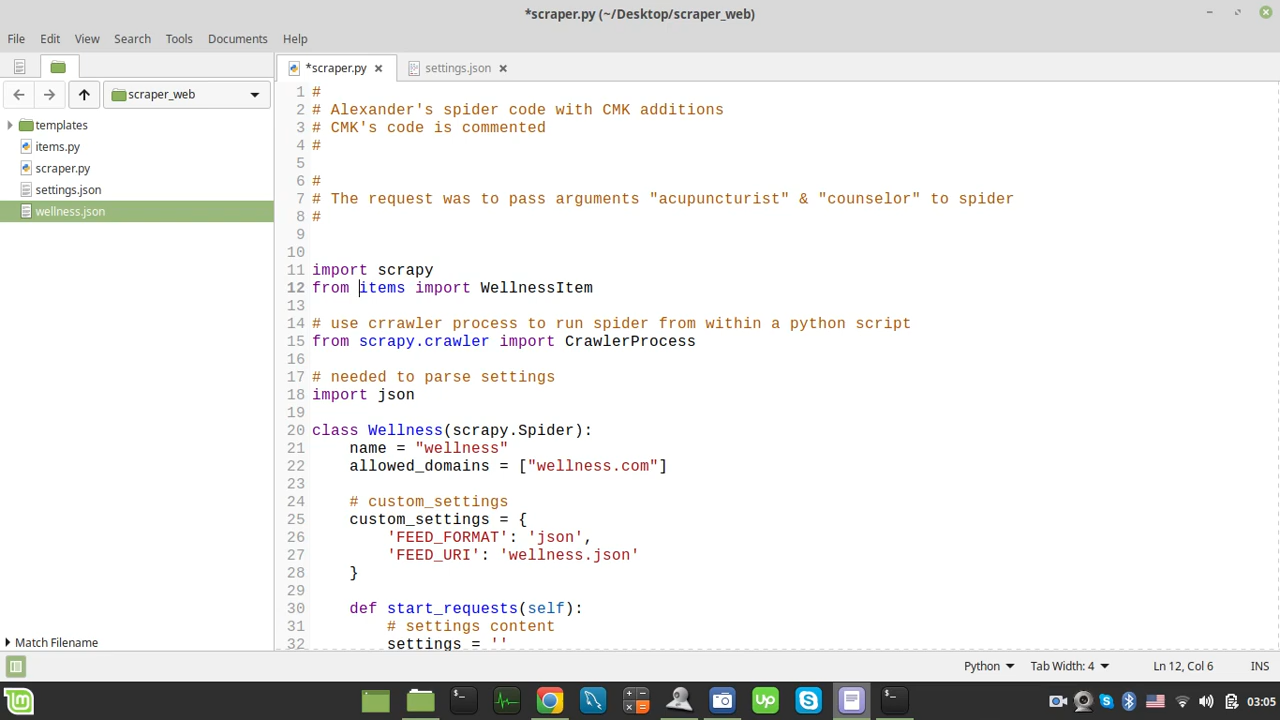 *scraper.py (~/Desktop/scraper_web)
File Edit View Search Tools Documents Help
*scraper.py
settings.json
scraper_web
templates
items.py
scraper.py
settings.json
wellness.json
1 #
2 # Alexander's spider code with CMK additions
3 # CMK's code is commented
4 #
5
6 #
7 # The request was to pass arguments "acupuncturist" & "counselor" to spider
8 #
9
10
11 import scrapy
12 from items import WellnessItem
13
14 # use crrawler process to run spider from within a python script
15 from scrapy.crawler import CrawlerProcess
16
17 # needed to parse settings
18 import json
19
20 class Wellness(scrapy.Spider):
21     name = "wellness"
22     allowed_domains = ["wellness.com"]
23
24     # custom_settings
25     custom_settings = {
26         'FEED_FORMAT': 'json',
27         'FEED_URI': 'wellness.json'
28     }
29
30     def start_requests(self):
31         # settings content
32         settings = ''
Match Filename
Python Tab Width: 4 Ln 12, Col 6 INS
Up
03:05